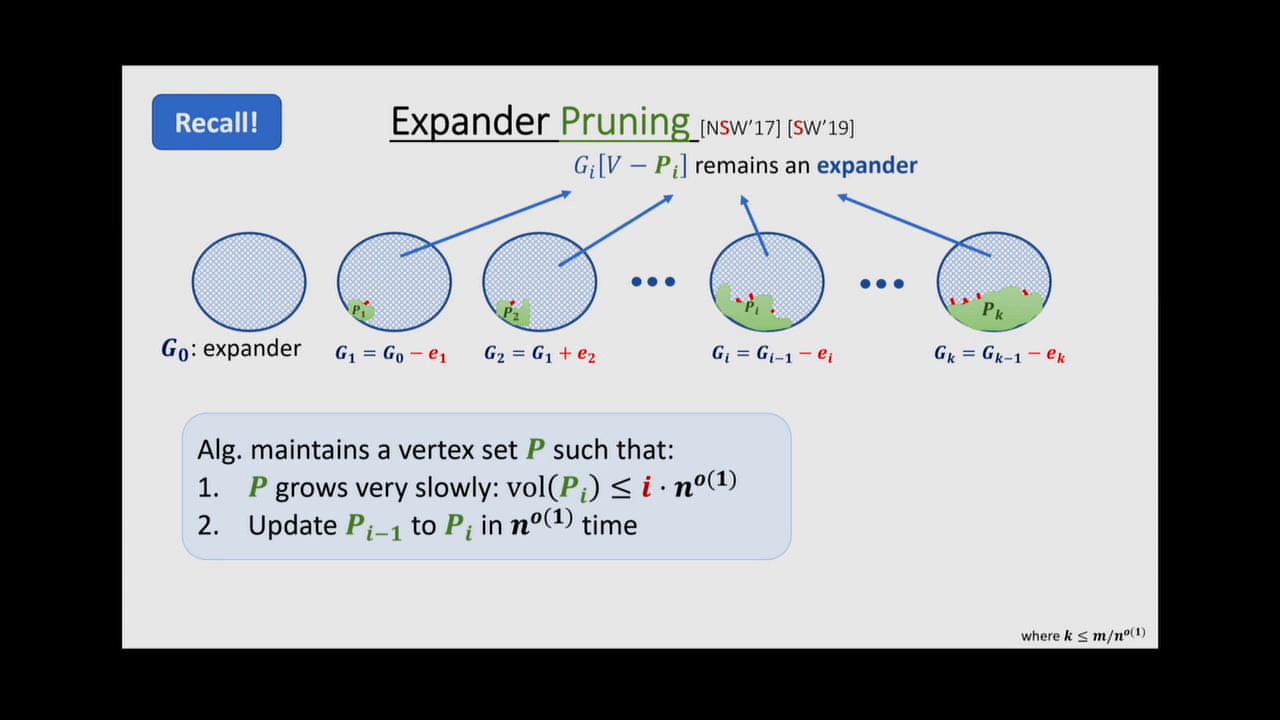 Recall!
Expander Pruning [NSW'17] [SW'19]
G_i[V − P_i] remains an expander
P_1 P_2 P_i P_k
G_0: expander G_1 = G_0 − e_1 G_2 = G_1 + e_2 G_i = G_{i−1} − e_i G_k = G_{k−1} − e_k
Alg. maintains a vertex set P such that:
1. P grows very slowly: vol(P_i) ≤ i · n^{o(1)}
2. Update P_{i−1} to P_i in n^{o(1)} time
where k ≤ m/n^{o(1)}